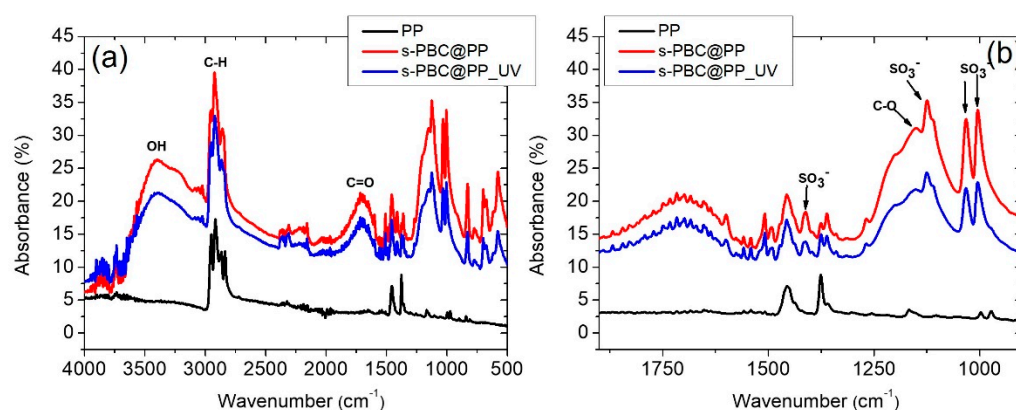 (a)
PP
s-PBC@PP
s-PBC@PP_UV
C-H
OH
C=O
Absorbance (%)
45
40
35
30
25
20
15
10
5
0
4000 3500 3000 2500 2000 1500 1000 500
Wavenumber (cm⁻¹)
PP
s-PBC@PP
s-PBC@PP_UV
(b)
SO₃⁻
SO₃⁻
C-O
SO₃⁻
Absorbance (%)
45
40
35
30
25
20
15
10
5
0
1750 1500 1250 1000
Wavenumber (cm⁻¹)